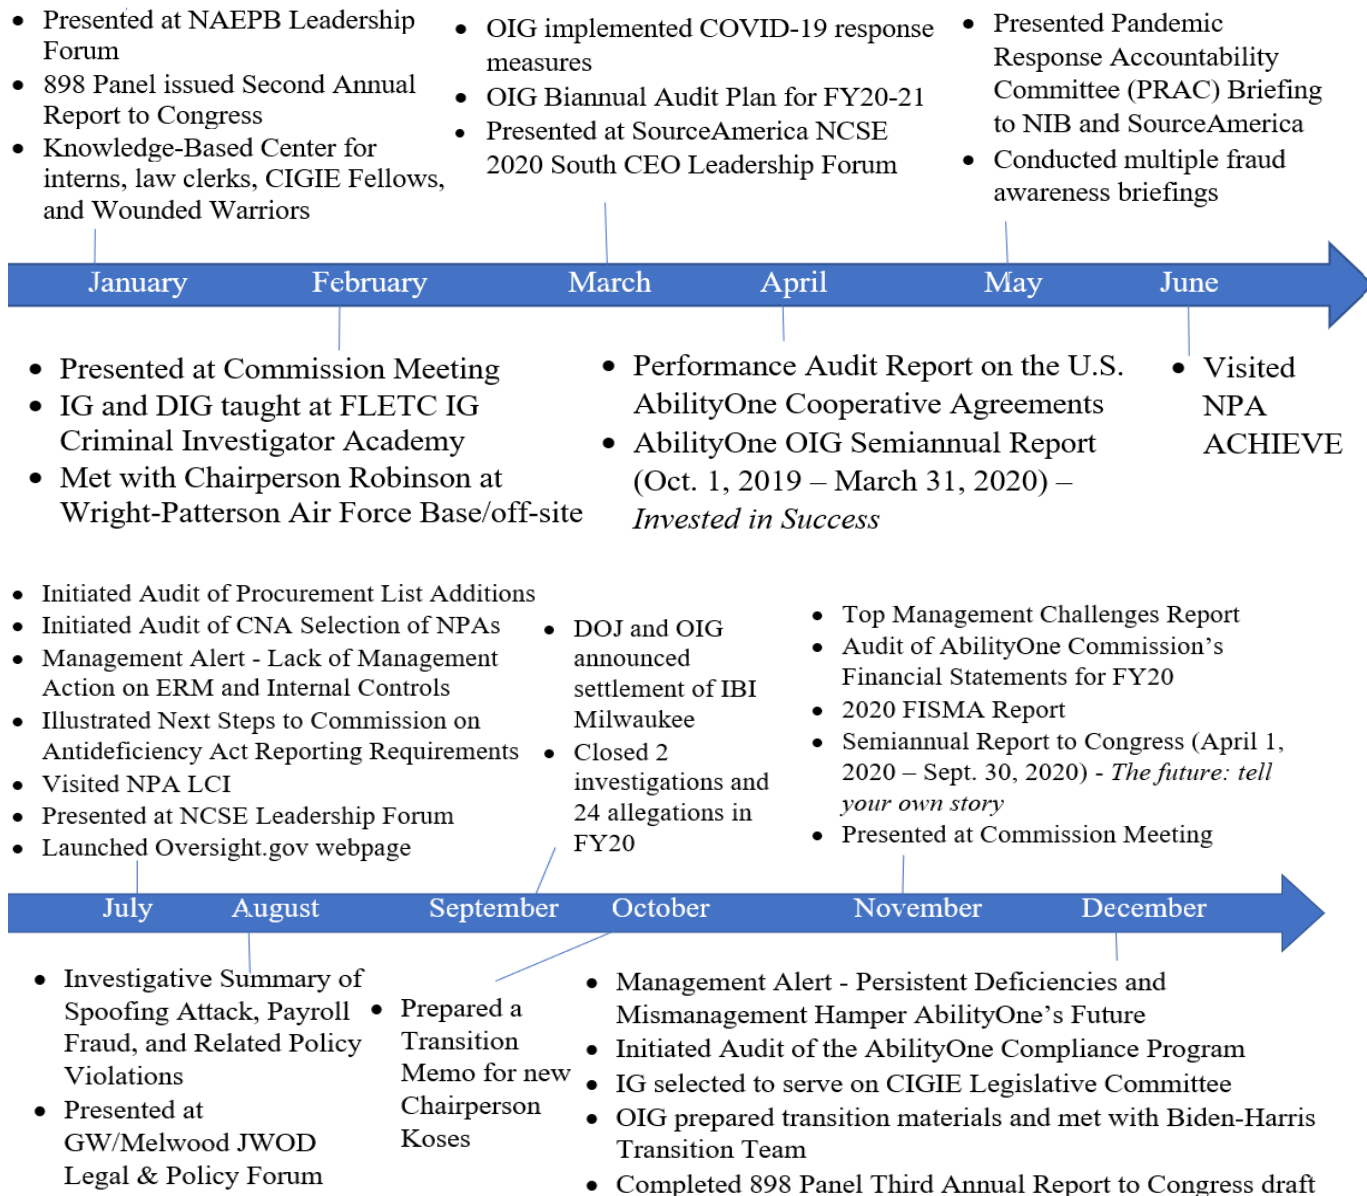 • Presented at NAEPB Leadership
Forum
• 898 Panel issued Second Annual
Report to Congress
• Knowledge-Based Center for
interns, law clerks, CIGIE Fellows,
and Wounded Warriors
• OIG implemented COVID-19 response
measures
• OIG Biannual Audit Plan for FY20-21
• Presented at SourceAmerica NCSE
2020 South CEO Leadership Forum
• Presented Pandemic
Response Accountability
Committee (PRAC) Briefing
to NIB and SourceAmerica
• Conducted multiple fraud
awareness briefings
January February March April May June
• Presented at Commission Meeting
• IG and DIG taught at FLETC IG
Criminal Investigator Academy
• Met with Chairperson Robinson at
Wright-Patterson Air Force Base/off-site
• Performance Audit Report on the U.S.
AbilityOne Cooperative Agreements
• AbilityOne OIG Semiannual Report
(Oct. 1, 2019 – March 31, 2020) –
Invested in Success
• Visited
NPA
ACHIEVE
• Initiated Audit of Procurement List Additions
• Initiated Audit of CNA Selection of NPAs
• Management Alert - Lack of Management
Action on ERM and Internal Controls
• Illustrated Next Steps to Commission on
Antideficiency Act Reporting Requirements
• Visited NPA LCI
• Presented at NCSE Leadership Forum
• Launched Oversight.gov webpage
• DOJ and OIG
announced
settlement of IBI
Milwaukee
• Closed 2
investigations and
24 allegations in
FY20
• Top Management Challenges Report
• Audit of AbilityOne Commission’s
Financial Statements for FY20
• 2020 FISMA Report
• Semiannual Report to Congress (April 1,
2020 – Sept. 30, 2020) - The future: tell
your own story
• Presented at Commission Meeting
July August September October November December
• Investigative Summary of
Spoofing Attack, Payroll
Fraud, and Related Policy
Violations
• Presented at
GW/Melwood JWOD
Legal & Policy Forum
• Prepared a
Transition
Memo for new
Chairperson
Koses
• Management Alert - Persistent Deficiencies and
Mismanagement Hamper AbilityOne’s Future
• Initiated Audit of the AbilityOne Compliance Program
• IG selected to serve on CIGIE Legislative Committee
• OIG prepared transition materials and met with Biden-Harris
Transition Team
• Completed 898 Panel Third Annual Report to Congress draft